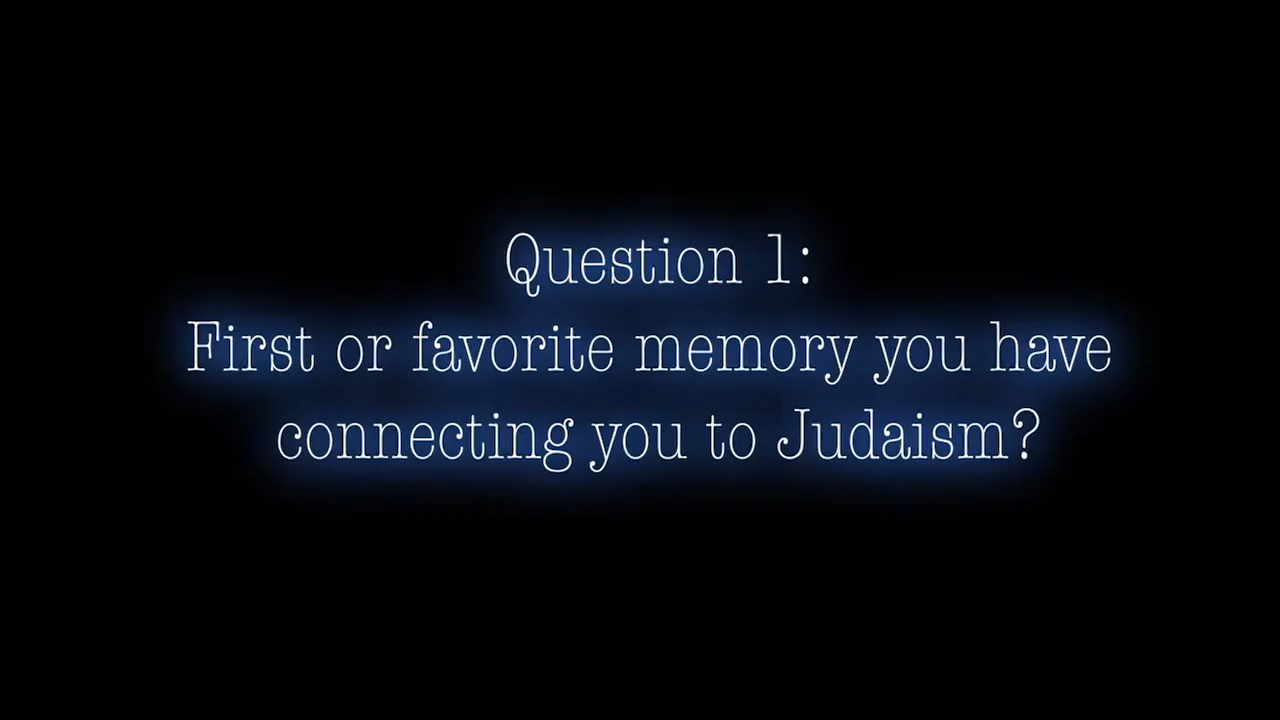 Question 1:
First or favorite memory you have
connecting you to Judaism?